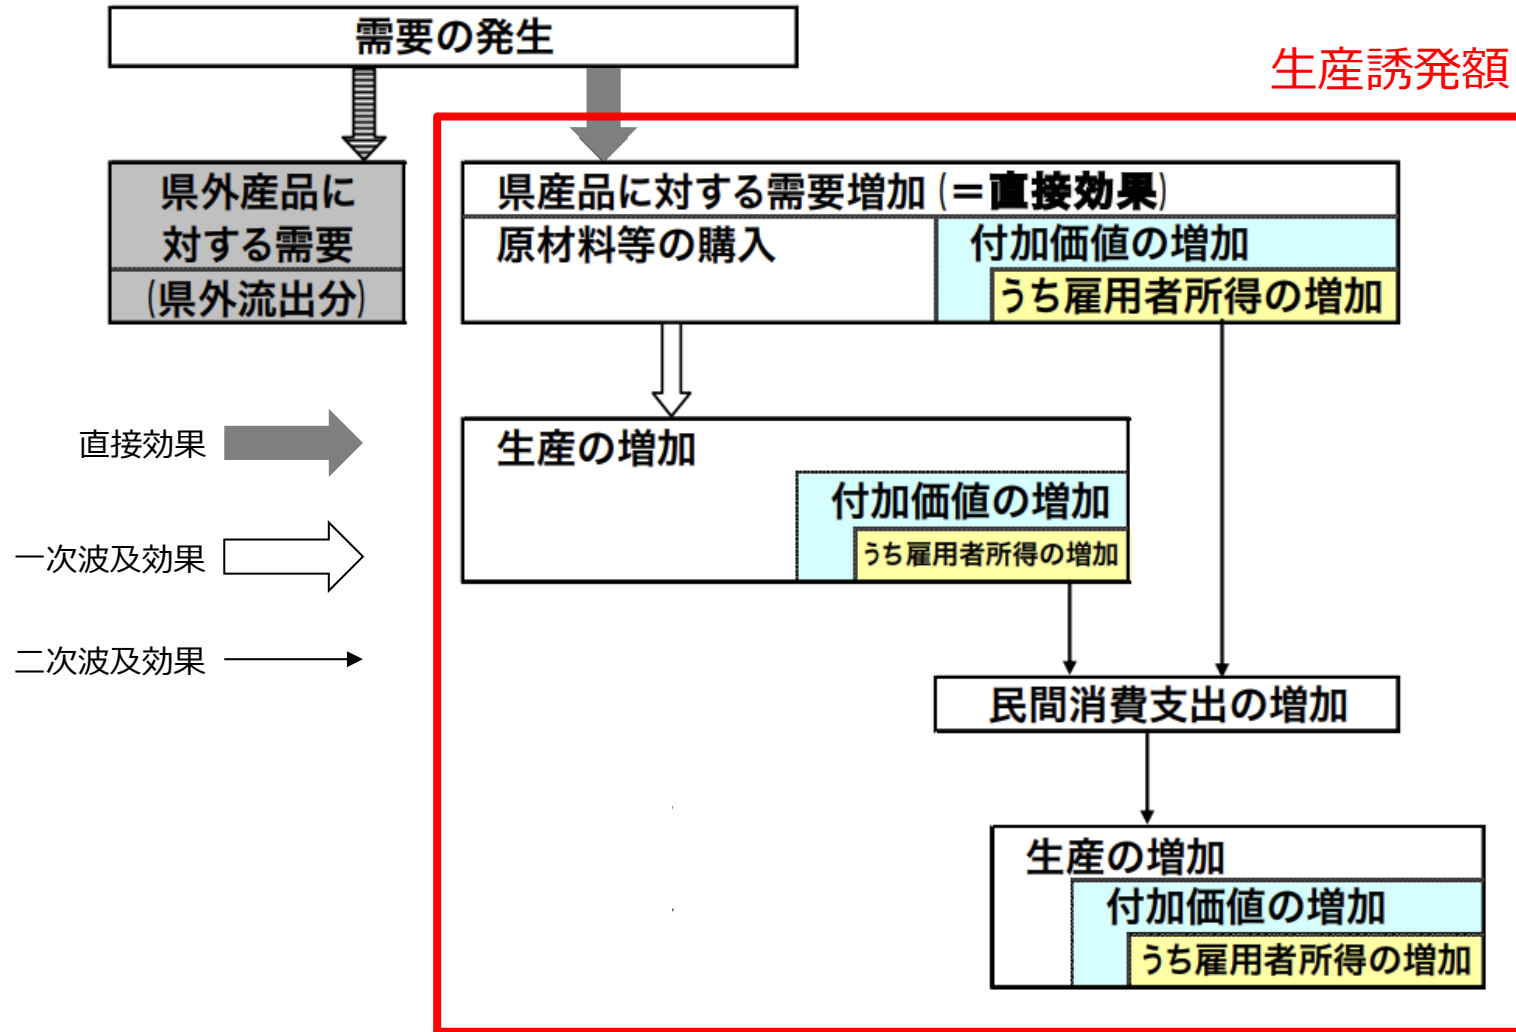 需要の発生
生産誘発額
県外産品に
対する需要
(県外流出分)
県産品に対する需要増加(=直接効果)
原材料等の購入
付加価値の増加
うち雇用者所得の増加
直接効果
一次波及効果
二次波及効果
生産の増加
付加価値の増加
うち雇用者所得の増加
民間消費支出の増加
生産の増加
付加価値の増加
うち雇用者所得の増加